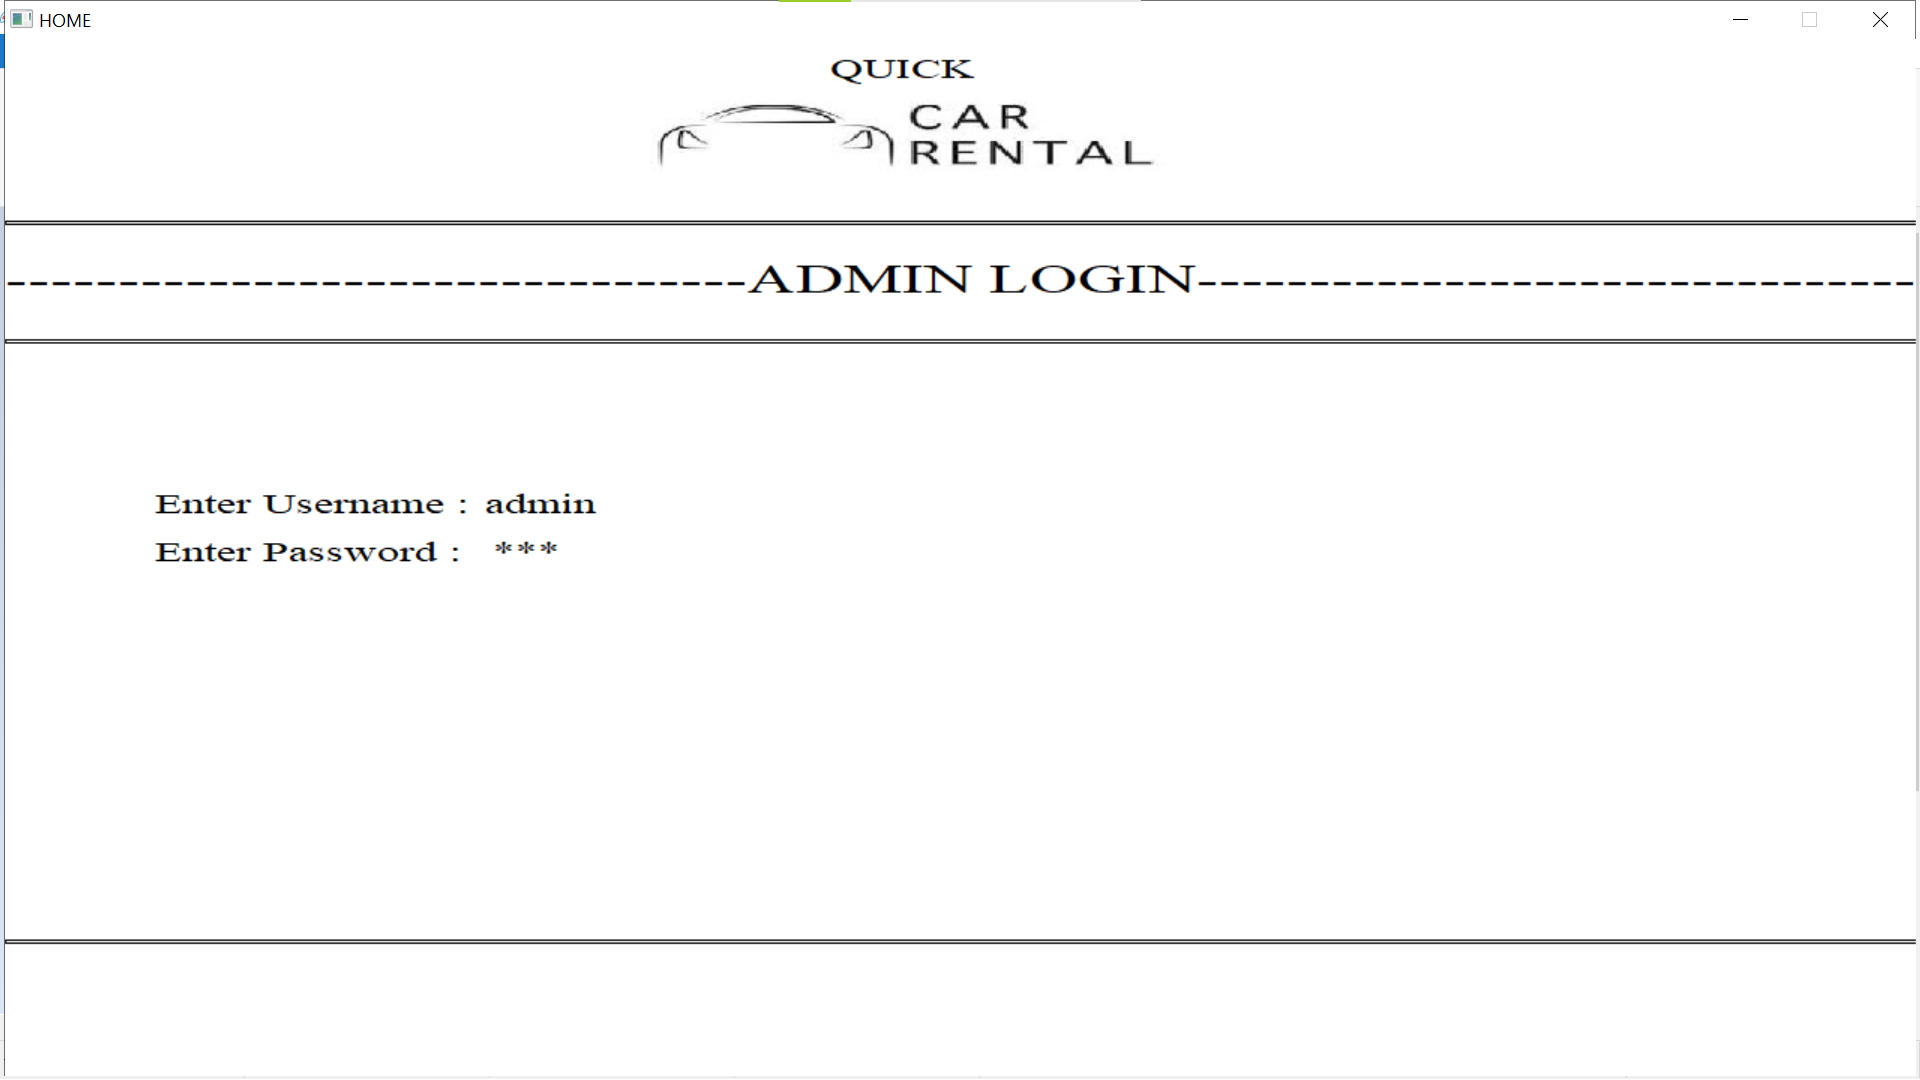 HOME
QUICK
CAR
RENTAL
---------------------------------ADMIN LOGIN--------------------------------
Enter Username : admin
Enter Password : ***